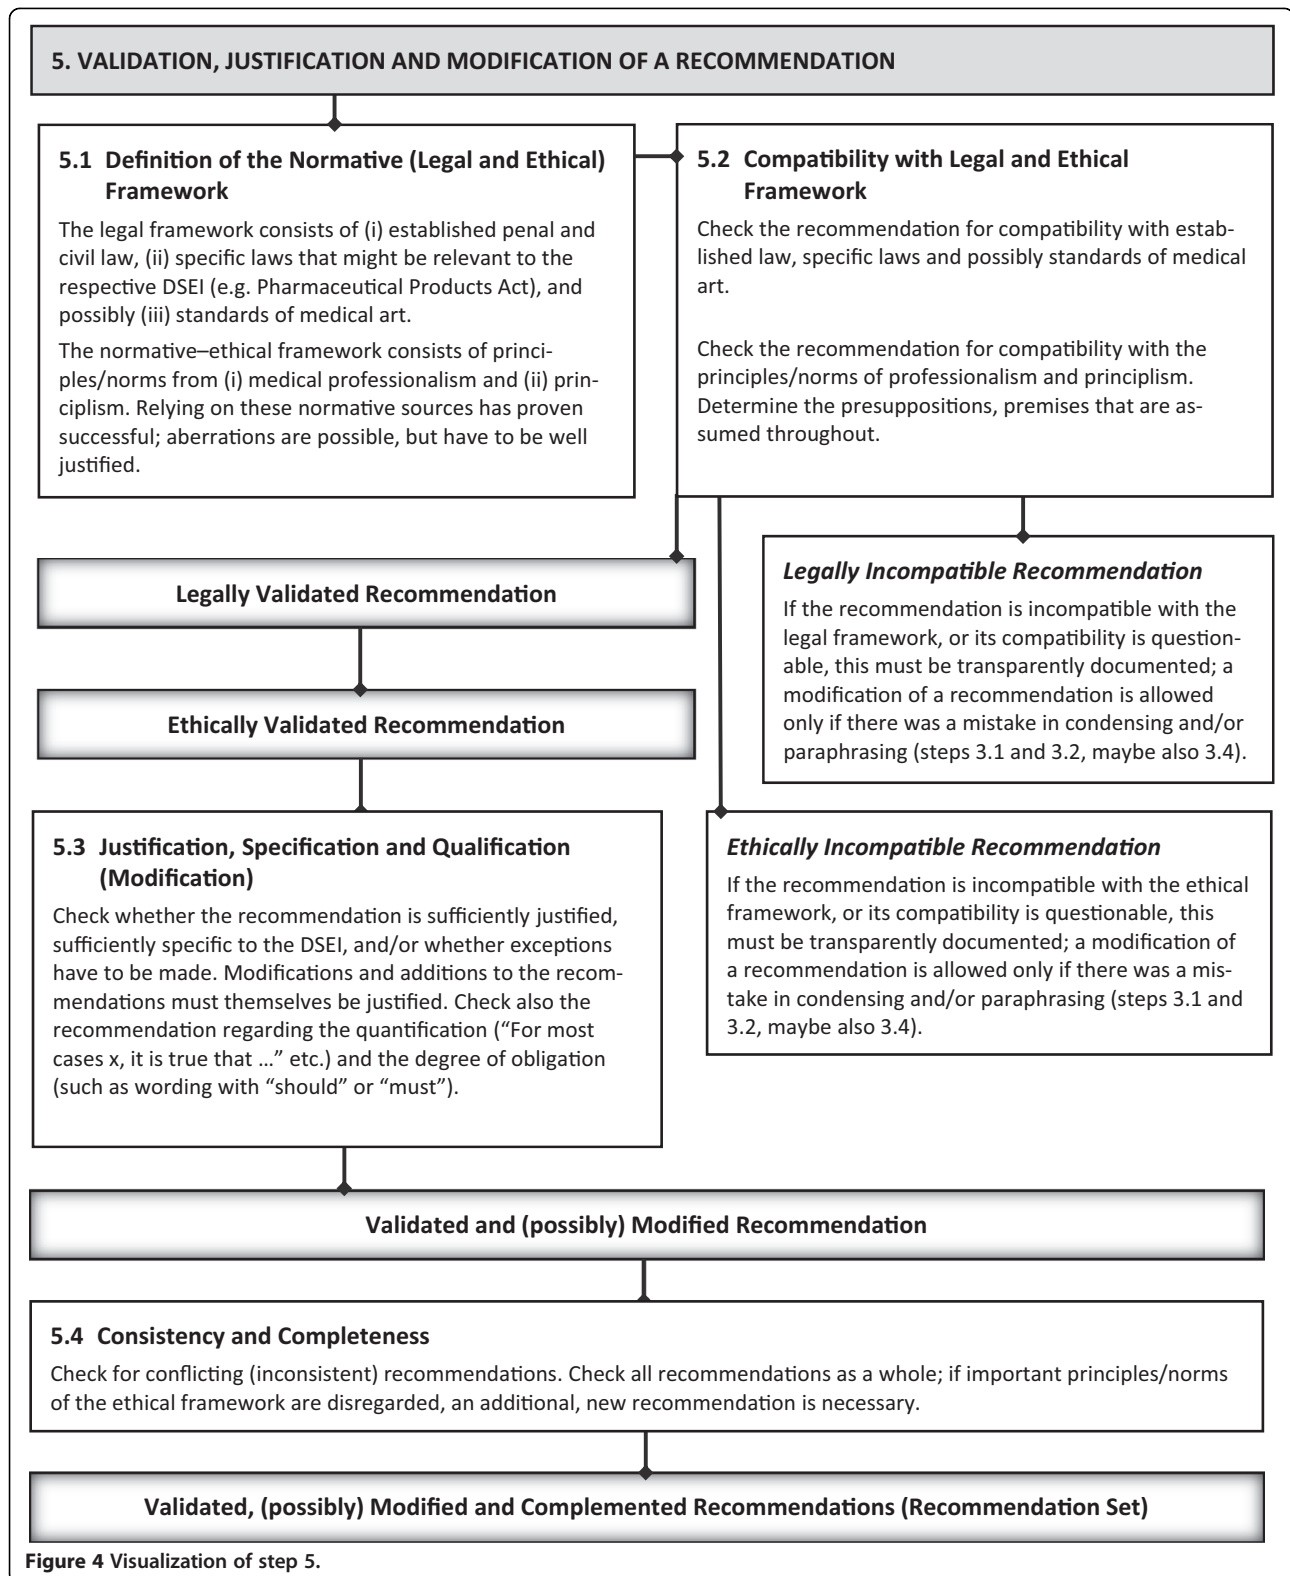 5. VALIDATION, JUSTIFICATION AND MODIFICATION OF A RECOMMENDATION
5.1 Definition of the Normative (Legal and Ethical)
Framework
The legal framework consists of (i) established penal and
civil law, (ii) specific laws that might be relevant to the
respective DSEI (e.g. Pharmaceutical Products Act), and
possibly (iii) standards of medical art.
The normative–ethical framework consists of princi-
ples/norms from (i) medical professionalism and (ii) prin-
ciplism. Relying on these normative sources has proven
successful; aberrations are possible, but have to be well
justified.
5.2 Compatibility with Legal and Ethical
Framework
Check the recommendation for compatibility with estab-
lished law, specific laws and possibly standards of medical
art.
Check the recommendation for compatibility with the
principles/norms of professionalism and principlism.
Determine the presuppositions, premises that are as-
sumed throughout.
Legally Validated Recommendation
Legally Incompatible Recommendation
If the recommendation is incompatible with the
legal framework, or its compatibility is question-
able, this must be transparently documented; a
modification of a recommendation is allowed
only if there was a mistake in condensing and/or
paraphrasing (steps 3.1 and 3.2, maybe also 3.4).
Ethically Validated Recommendation
5.3 Justification, Specification and Qualification
(Modification)
Check whether the recommendation is sufficiently justified,
sufficiently specific to the DSEI, and/or whether exceptions
have to be made. Modifications and additions to the recom-
mendations must themselves be justified. Check also the
recommendation regarding the quantification (“For most
cases x, it is true that ...” etc.) and the degree of obligation
(such as wording with “should” or “must”).
Ethically Incompatible Recommendation
If the recommendation is incompatible with the ethical
framework, or its compatibility is questionable, this
must be transparently documented; a modification of
a recommendation is allowed only if there was a mis-
take in condensing and/or paraphrasing (steps 3.1 and
3.2, maybe also 3.4).
Validated and (possibly) Modified Recommendation
5.4 Consistency and Completeness
Check for conflicting (inconsistent) recommendations. Check all recommendations as a whole; if important principles/norms
of the ethical framework are disregarded, an additional, new recommendation is necessary.
Validated, (possibly) Modified and Complemented Recommendations (Recommendation Set)
Figure 4 Visualization of step 5.